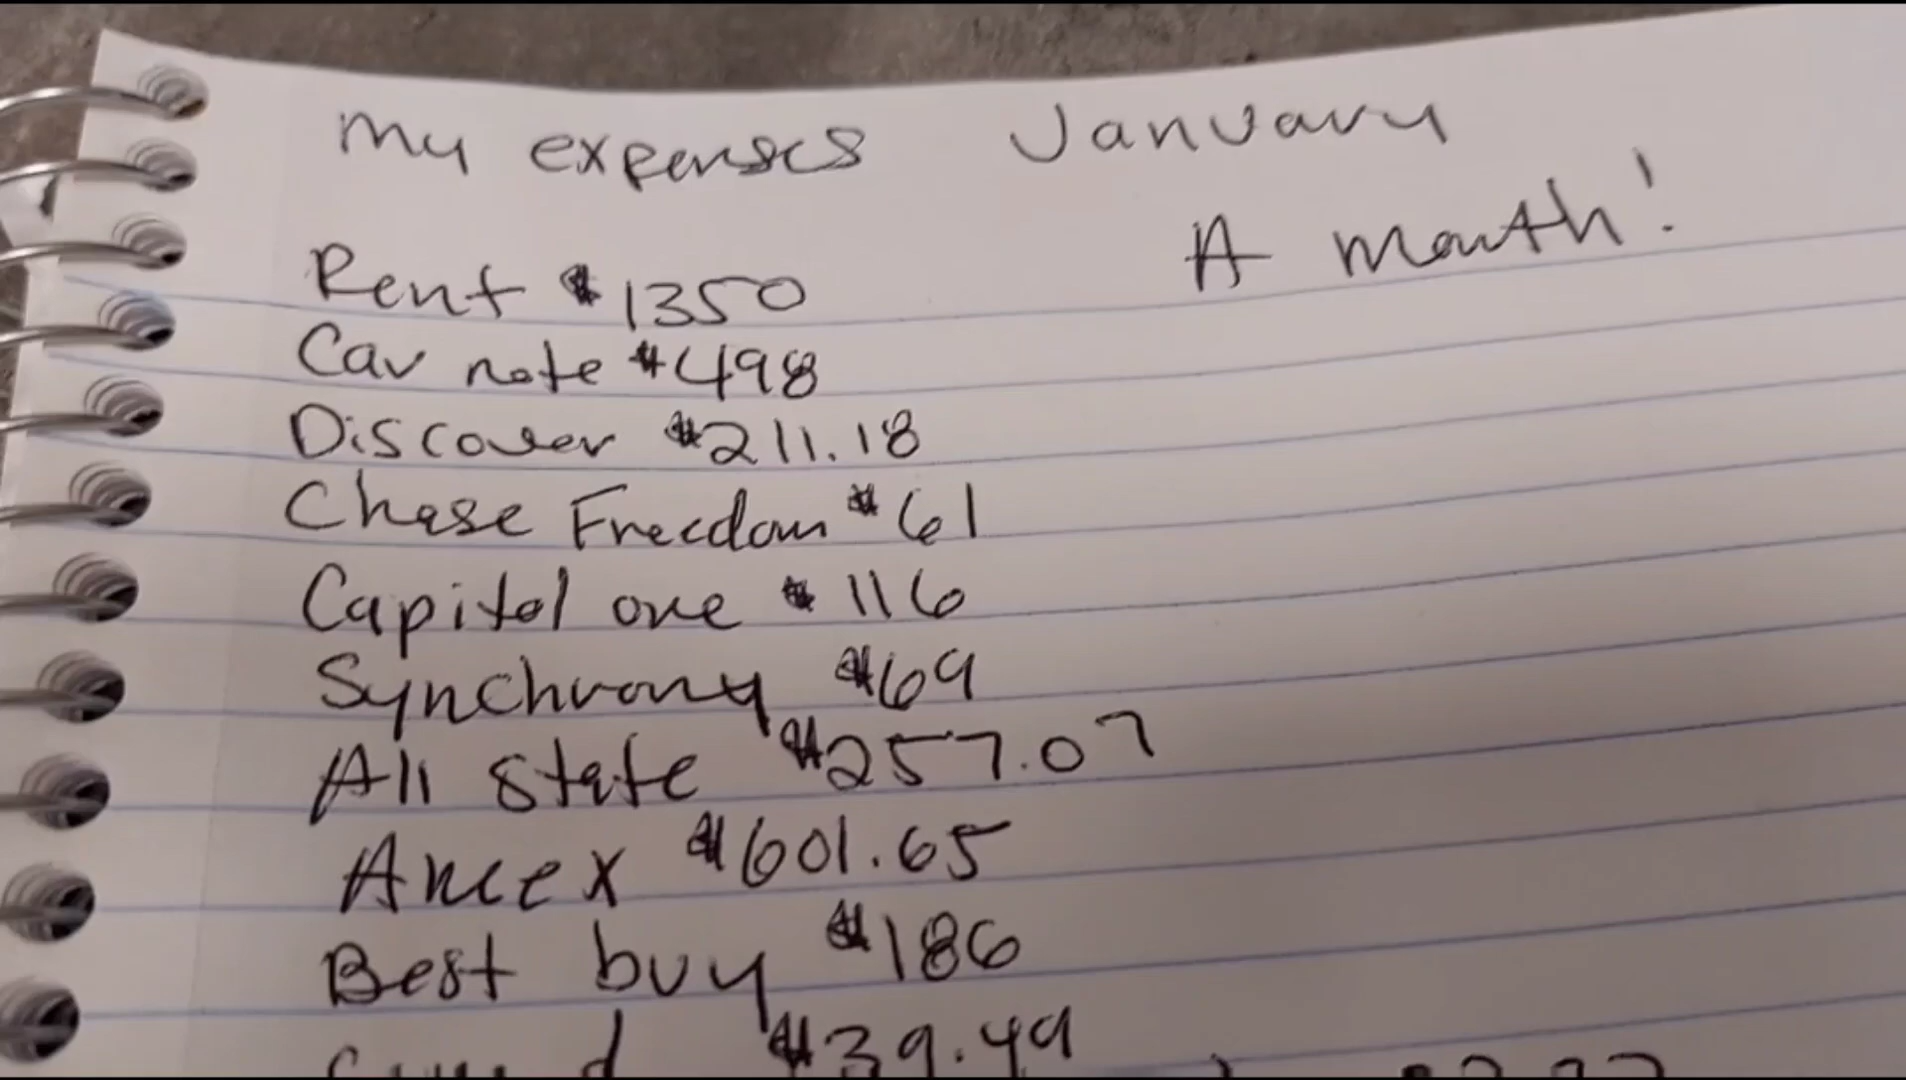 My expenses January
A month!
Rent $1350
Car note $498
Discover $211.18
Chase Freedom $61
Capitol one $116
Synchrony $69
All state $257.07
Amex $601.65
Best buy $186
$39.49